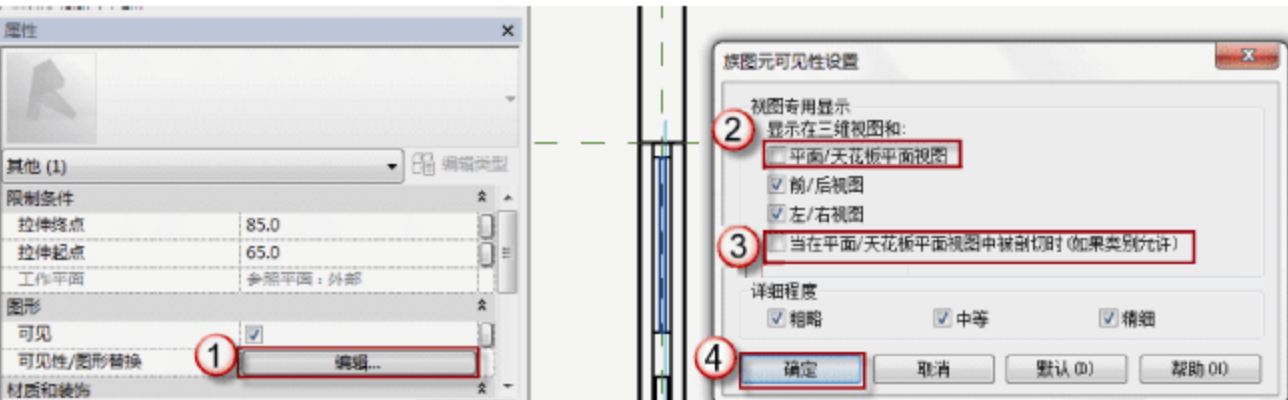 属性
其他 (1)
编辑类型
限制条件
拉伸终点 85.0
拉伸起点 65.0
工作平面 参照平面：外部
图形
可见
可见性/图形替换 编辑...
材质和装饰
1
族图元可见性设置
视图专用显示
显示在三维视图和:
2
平面/天花板平面视图
前/后视图
左/右视图
3
当在平面/天花板平面视图中被剖切时(如果类别允许)
详细程度
粗略 中等 精细
4
确定 取消 默认(D) 帮助(H)